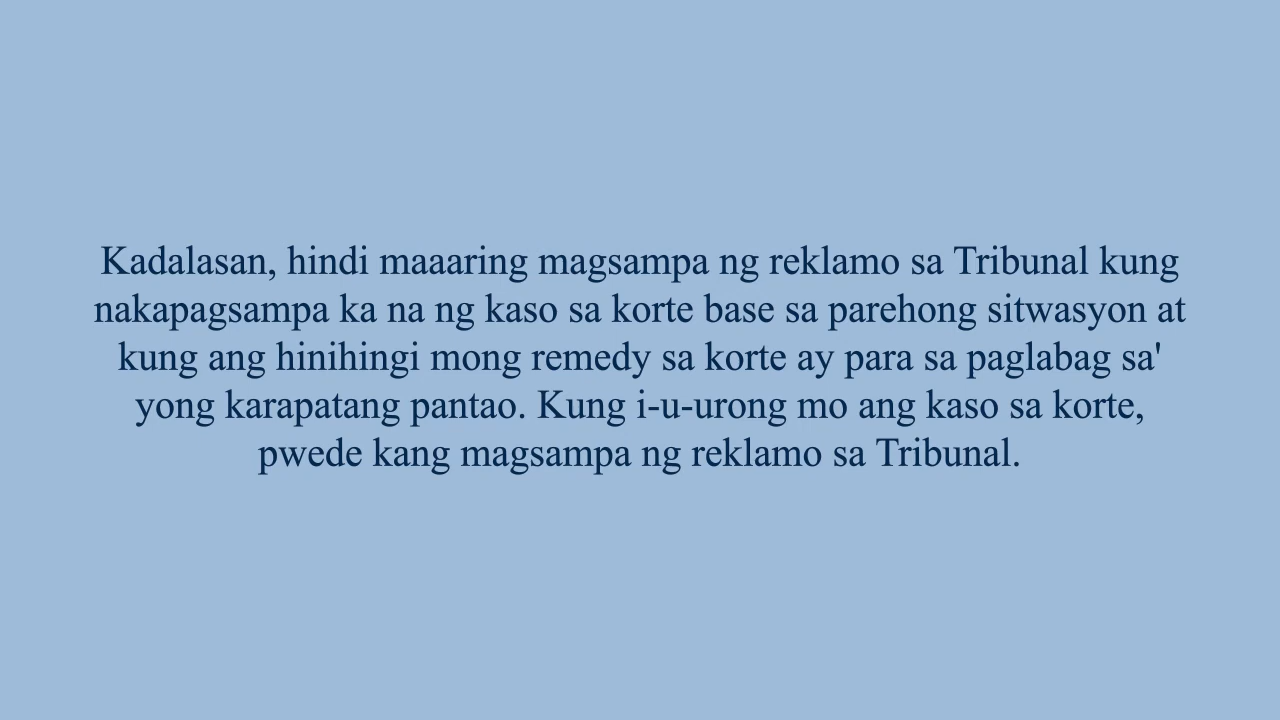 Kadalasan, hindi maaaring magsampa ng reklamo sa Tribunal kung
nakapagsampa ka na ng kaso sa korte base sa parehong sitwasyon at
kung ang hinihingi mong remedy sa korte ay para sa paglabag sa'
yong karapatang pantao. Kung i-u-urong mo ang kaso sa korte,
pwede kang magsampa ng reklamo sa Tribunal.